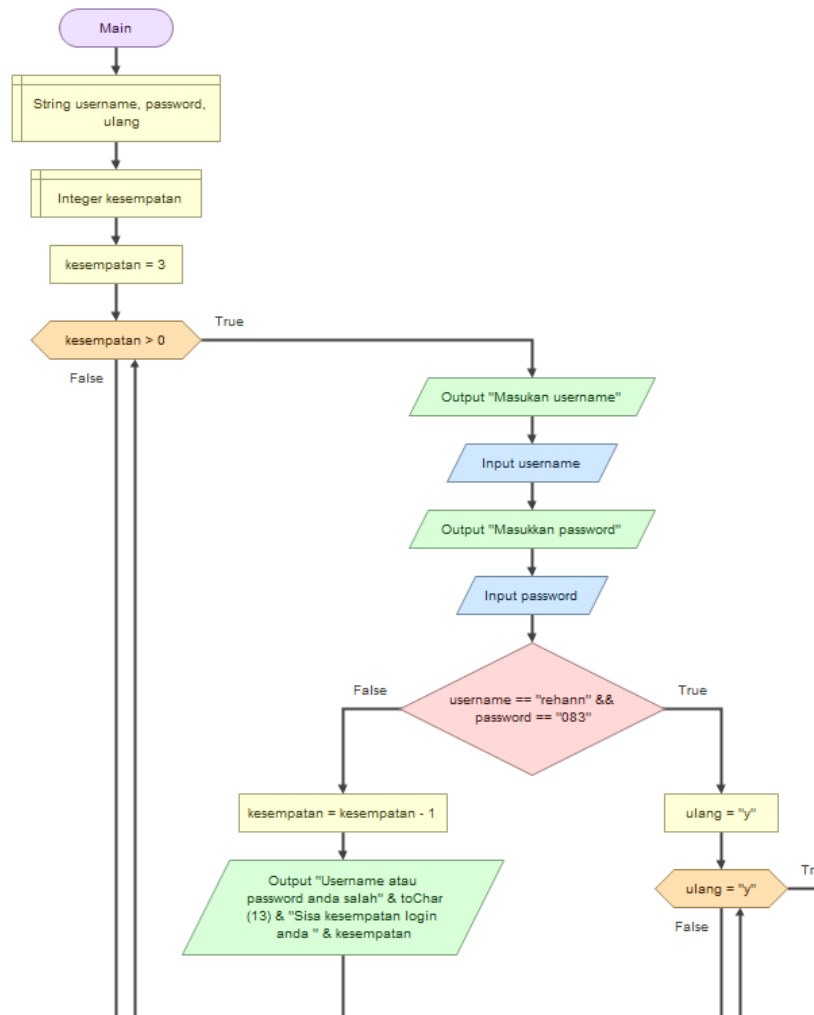 Main
String username, password,
ulang
Integer kesempatan
kesempatan = 3
kesempatan > 0
True
False
Output "Masukan username"
Input username
Output "Masukkan password"
Input password
username == "rehann" &&
password == "083"
False
True
kesempatan = kesempatan - 1
Output "Username atau
password anda salah" & toChar
(13) & "Sisa kesempatan login
anda " & kesempatan
ulang = "y"
ulang = "y"
Tr
False